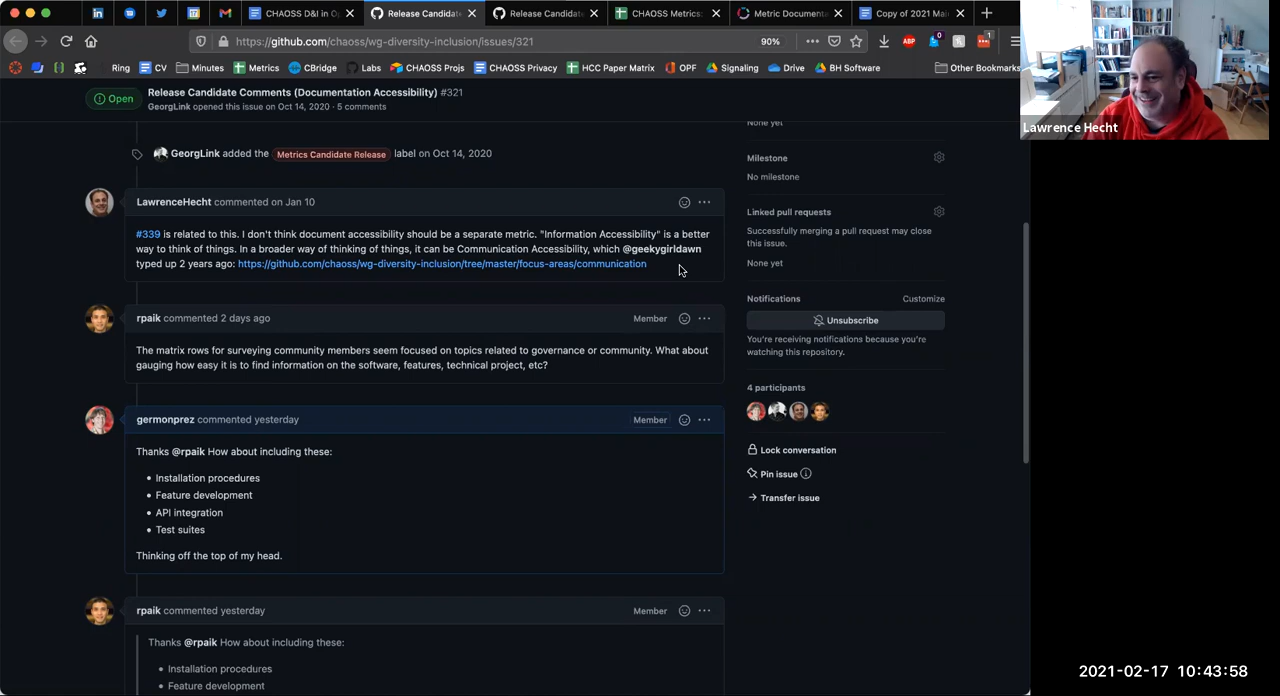 CHAOSS D&I in O
Release Candidat
Release Candidate
CHAOSS Metrics:
Metric Documenta
Copy of 2021 Mai
https://github.com/chaoss/wg-diversity-inclusion/issues/321
90%
ABP
0
1
Ring
CV
Minutes
Metrics
CBridge
Labs
CHAOSS Projs
CHAOSS Privacy
HCC Paper Matrix
OPF
Signaling
Drive
BH Software
Other Bookmarks
Lawrence Hecht
Open
Release Candidate Comments (Documentation Accessibility) #321
GeorgLink opened this issue on Oct 14, 2020 · 5 comments
GeorgLink added the Metrics Candidate Release label on Oct 14, 2020
LawrenceHecht commented on Jan 10
#339 is related to this. I don't think document accessibility should be a separate metric. "Information Accessibility" is a better
way to think of things. In a broader way of thinking of things, it can be Communication Accessibility, which @geekygirldawn
typed up 2 years ago: https://github.com/chaoss/wg-diversity-inclusion/tree/master/focus-areas/communication
rpaik commented 2 days ago
Member
The matrix rows for surveying community members seem focused on topics related to governance or community. What about
gauging how easy it is to find information on the software, features, technical project, etc?
germonprez commented yesterday
Member
Thanks @rpaik How about including these:
• Installation procedures
• Feature development
• API integration
• Test suites
Thinking off the top of my head.
rpaik commented yesterday
Member
Thanks @rpaik How about including these:
• Installation procedures
• Feature development
None yet
Milestone
No milestone
Linked pull requests
Successfully merging a pull request may close
this issue.
None yet
Notifications
Customize
Unsubscribe
You're receiving notifications because you're
watching this repository.
4 participants
Lock conversation
Pin issue
Transfer issue
2021-02-17 10:43:58